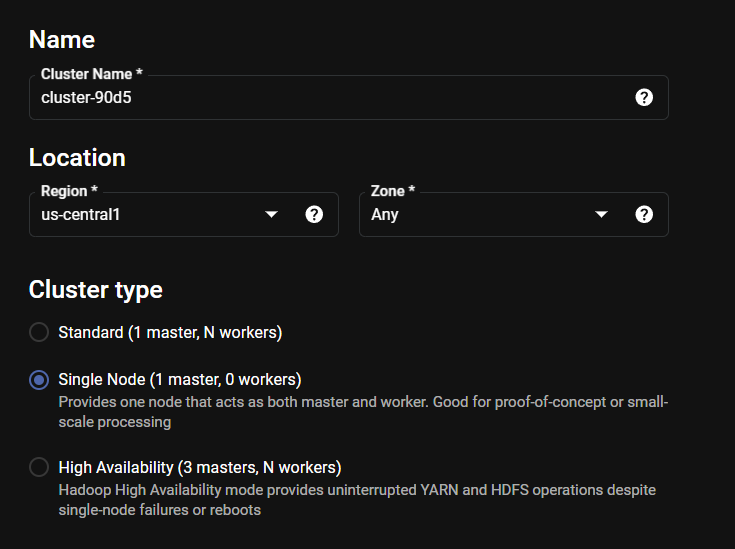 Name
Cluster Name *
cluster-90d5
Location
Region *
us-central1
Zone *
Any
Cluster type
Standard (1 master, N workers)
Single Node (1 master, 0 workers)
Provides one node that acts as both master and worker. Good for proof-of-concept or small-
scale processing
High Availability (3 masters, N workers)
Hadoop High Availability mode provides uninterrupted YARN and HDFS operations despite
single-node failures or reboots